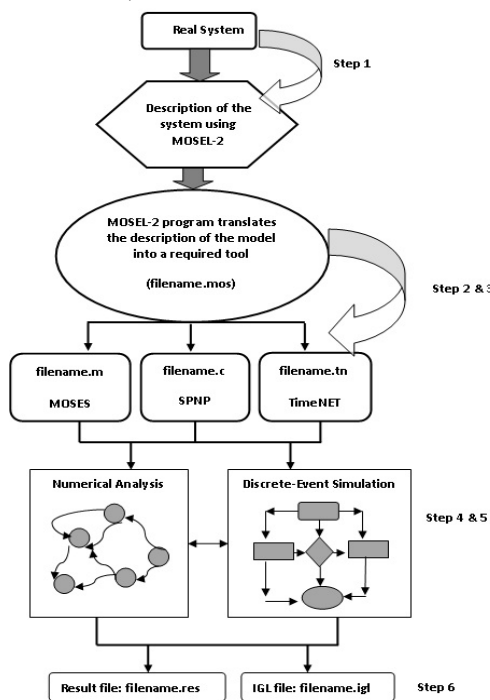 Real System
Step 1
Description of the
system using
MOSEL-2
MOSEL-2 program translates
the description of the model
into a required tool
(filename.mos)
Step 2 & 3
filename.m
MOSES
filename.c
SPNP
filename.tn
TimeNET
Numerical Analysis
Discrete-Event Simulation
Step 4 & 5
Result file: filename.res
IGL file: filename.igl
Step 6